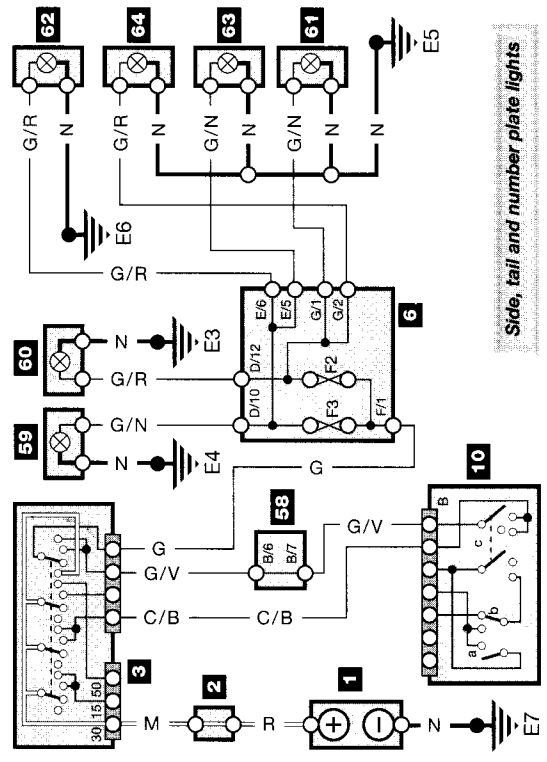 62
64
63
61
G/R
N
G/R
N
G/N
N
G/N
N
N
E5
E6
G/R
60
N
E3
G/R
59
G/N
N
E4
E/6
E/5
G/1
G/2
6
D/12
D/10
F2
F3
F/1
G
Side, tail and number plate lights
3
30
15
50
G
G/V
C/B
58
B/6
B/7
G/V
C/B
10
B
c
b
a
M
2
R
1
+
−
N
E7